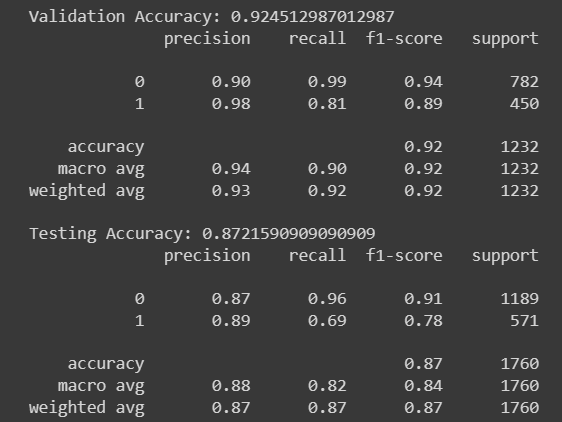 Validation Accuracy: 0.924512987012987
precision recall f1-score support
0 0.90 0.99 0.94 782
1 0.98 0.81 0.89 450
accuracy 0.92 1232
macro avg 0.94 0.90 0.92 1232
weighted avg 0.93 0.92 0.92 1232
Testing Accuracy: 0.8721590909090909
precision recall f1-score support
0 0.87 0.96 0.91 1189
1 0.89 0.69 0.78 571
accuracy 0.87 1760
macro avg 0.88 0.82 0.84 1760
weighted avg 0.87 0.87 0.87 1760